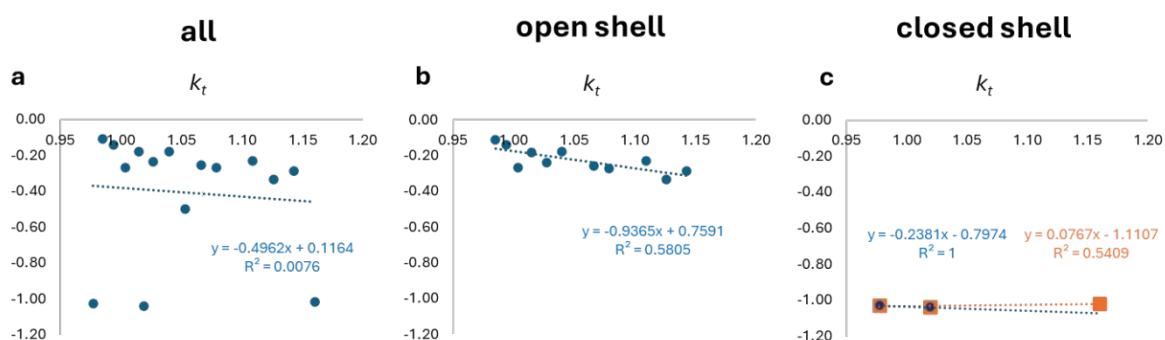 all
open shell
closed shell
a
k_t
b
k_t
c
k_t
0.00
-0.20
-0.40
-0.60
-0.80
-1.00
-1.20
0.95
1.00
1.05
1.10
1.15
1.20
y = -0.4962x + 0.1164
R² = 0.0076
0.00
-0.20
-0.40
-0.60
-0.80
-1.00
-1.20
0.95
1.00
1.05
1.10
1.15
1.20
y = -0.9365x + 0.7591
R² = 0.5805
0.00
-0.20
-0.40
-0.60
-0.80
-1.00
-1.20
0.95
1.00
1.05
1.10
1.15
1.20
y = -0.2381x - 0.7974
R² = 1
y = 0.0767x - 1.1107
R² = 0.5409